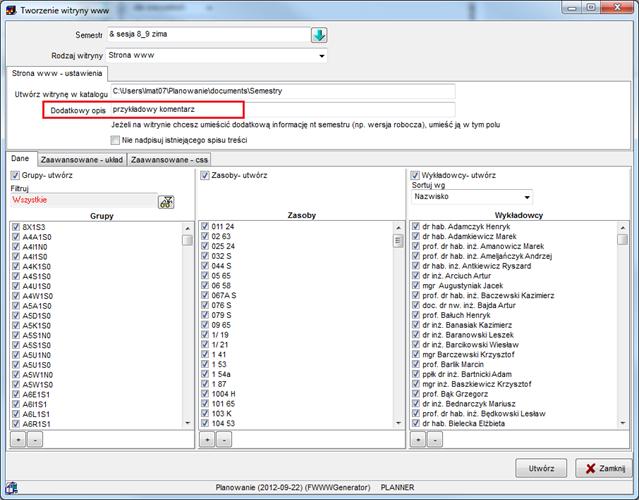 Tworzenie witryny www
Semestr & sesja 8_9 zima
Rodzaj witryny Strona www
Strona www - ustawienia
Utwórz witrynę w katalogu C:\Users\lmat07\Planowanie\documents\Semestry
Dodatkowy opis przykładowy komentarz
Jeżeli na witrynie chcesz umieścić dodatkową informację nt semestru (np. wersja robocza), umieść ją w tym polu
Nie nadpisuj istniejącego spisu treści
Dane Zaawansowane - układ Zaawansowane - css
Grupy- utwórz
Filtruj
Wszystkie
Grupy
8X1S3
A4A1S0
A4I1N0
A4I1S0
A4K1S0
A4S1S0
A4U1S0
A4W1S0
A5A1S0
A5D1S0
A5K1S0
A5S1N0
A5S1S0
A5U1N0
A5U1S0
A5W1N0
A5W1S0
A6E1S1
A6I1S1
A6L1S1
A6R1S1
+ -
Zasoby- utwórz
Zasoby
011 24
02 63
025 24
032 S
044 S
05 65
06 58
067A S
076 S
079 S
09 65
1/ 19
1/ 21
1 41
1 53
1 54a
1 87
1004 H
101 65
103 K
104 53
+ -
Wykładowcy- utwórz
Sortuj wg
Nazwisko
Wykładowcy
dr hab. Adamczyk Henryk
dr hab. Adamkiewicz Marek
prof. dr hab. inż. Amanowicz Marek
prof. dr hab. Ameljańczyk Andrzej
dr hab. inż. Antkiewicz Ryszard
dr inż. Arciuch Artur
mgr Augustyniak Jacek
prof. dr hab. Baczewski Kazimierz
doc. dr nw. inż. Bajda Artur
prof. Bałuch Henryk
dr inż. Banasiak Kazimierz
dr inż. Baranowski Leszek
dr inż. Barcikowski Wiesław
mgr Barczewski Krzysztof
prof. Barlik Marcin
ppłk dr inż. Bartnicki Adam
mgr inż. Baszkiewicz Krzysztof
prof. Bąk Grzegorz
dr inż. Bednarczyk Mariusz
prof. dr hab. inż. Będkowski Lesław
dr hab. Bielecka Elżbieta
+ -
Utwórz Zamknij
Planowanie (2012-09-22) (FWWWGenerator) PLANNER